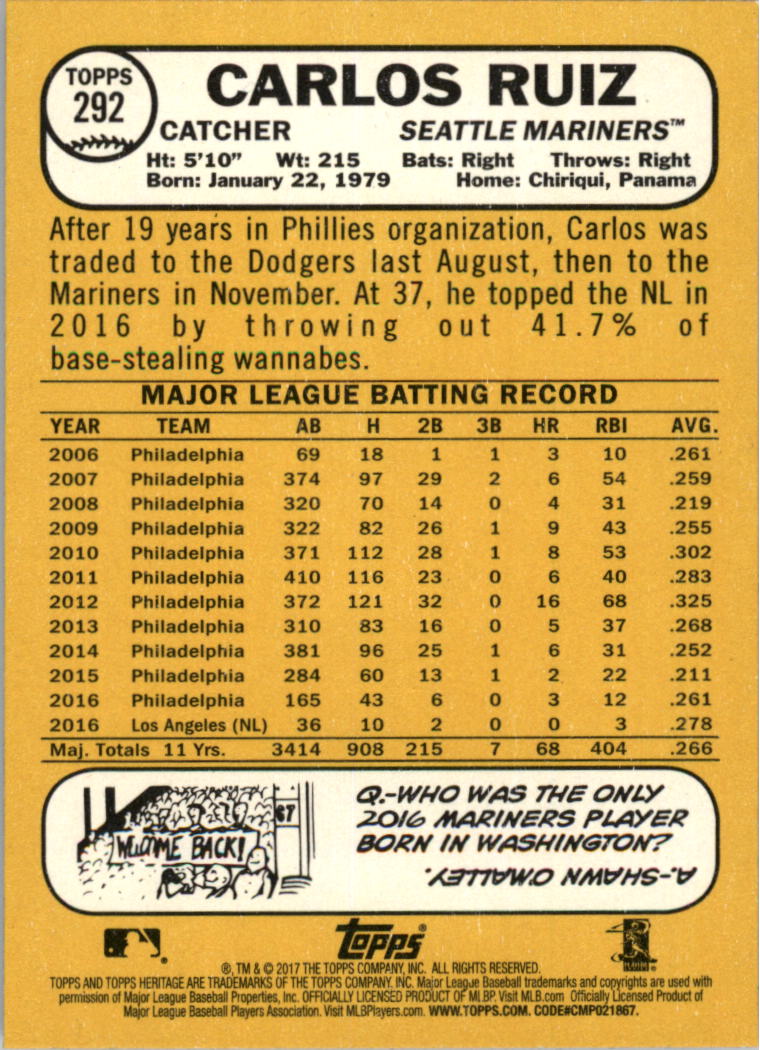 TOPPS
292
CARLOS RUIZ
CATCHER SEATTLE MARINERS™
Ht: 5'10" Wt: 215 Bats: Right Throws: Right
Born: January 22, 1979 Home: Chiriqui, Panama
After 19 years in Phillies organization, Carlos was
traded to the Dodgers last August, then to the
Mariners in November. At 37, he topped the NL in
2016 by throwing out 41.7% of
base-stealing wannabes.
MAJOR LEAGUE BATTING RECORD
YEAR TEAM AB H 2B 3B HR RBI AVG.
2006 Philadelphia 69 18 1 1 3 10 .261
2007 Philadelphia 374 97 29 2 6 54 .259
2008 Philadelphia 320 70 14 0 4 31 .219
2009 Philadelphia 322 82 26 1 9 43 .255
2010 Philadelphia 371 112 28 1 8 53 .302
2011 Philadelphia 410 116 23 0 6 40 .283
2012 Philadelphia 372 121 32 0 16 68 .325
2013 Philadelphia 310 83 16 0 5 37 .268
2014 Philadelphia 381 96 25 1 6 31 .252
2015 Philadelphia 284 60 13 1 2 22 .211
2016 Philadelphia 165 43 6 0 3 12 .261
2016 Los Angeles (NL) 36 10 2 0 0 3 .278
Maj. Totals 11 Yrs. 3414 908 215 7 68 404 .266
67
WELCOME BACK!
Q.-WHO WAS THE ONLY
2016 MARINERS PLAYER
BORN IN WASHINGTON?
A.-SHAWN O'MALLEY.
topps®
®, TM & © 2017 THE TOPPS COMPANY, INC. ALL RIGHTS RESERVED.
TOPPS AND TOPPS HERITAGE ARE TRADEMARKS OF THE TOPPS COMPANY. INC. Major League Baseball trademarks and copyrights are used with
permission of Major League Baseball Properties, Inc. OFFICIALLY LICENSED PRODUCT OF MLBP. Visit MLB.com Officially Licensed Product of
Major League Baseball Players Association. Visit MLBPlayers.com. WWW.TOPPS.COM. CODE#CMP021867.